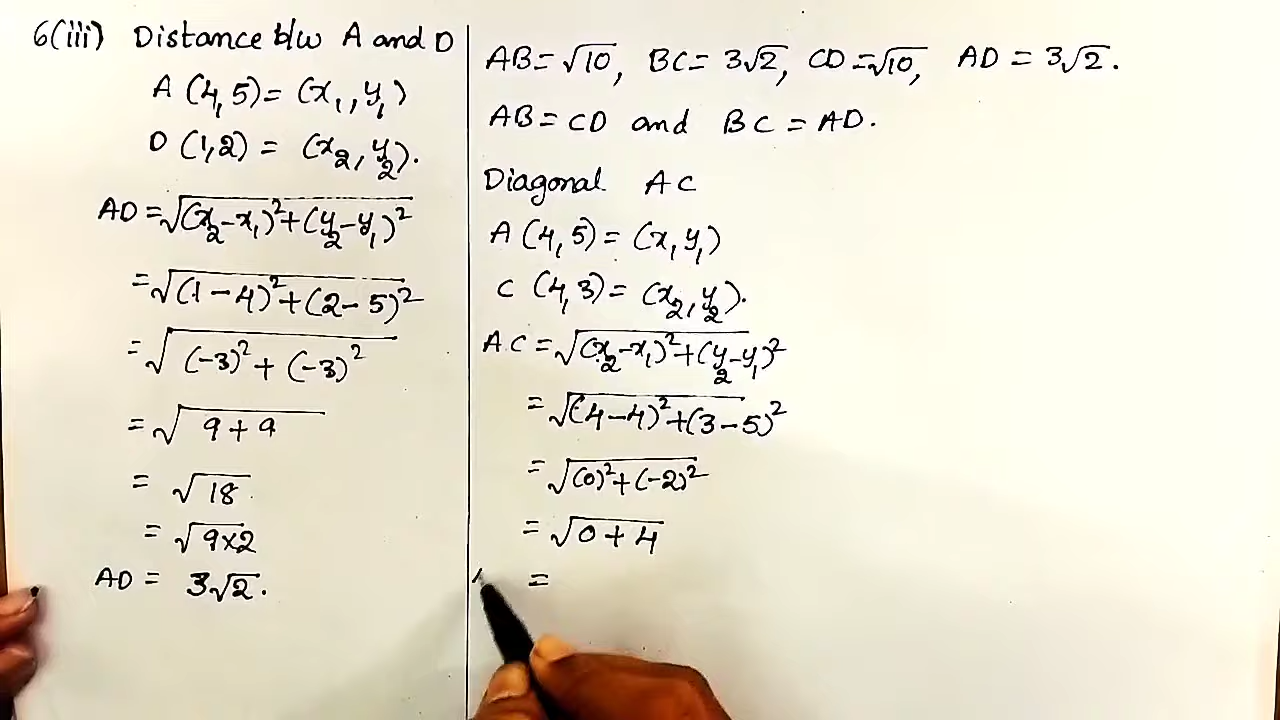 6(iii) Distance b/w A and D
A (4,5) = (x₁, y₁)
D (1,2) = (x₂, y₂).
AD = √(x₂-x₁)²+(y₂-y₁)²
= √(1-4)²+(2-5)²
= √(-3)²+(-3)²
= √9+9
= √18
= √9×2
AD = 3√2.
AB = √10, BC = 3√2, CD = √10, AD = 3√2.
AB = CD and BC = AD.
Diagonal AC
A (4,5) = (x₁ y₁)
C (4,3) = (x₂, y₂).
AC = √(x₂-x₁)²+(y₂-y₁)²
= √(4-4)²+(3-5)²
= √(0)²+(-2)²
= √0+4
=